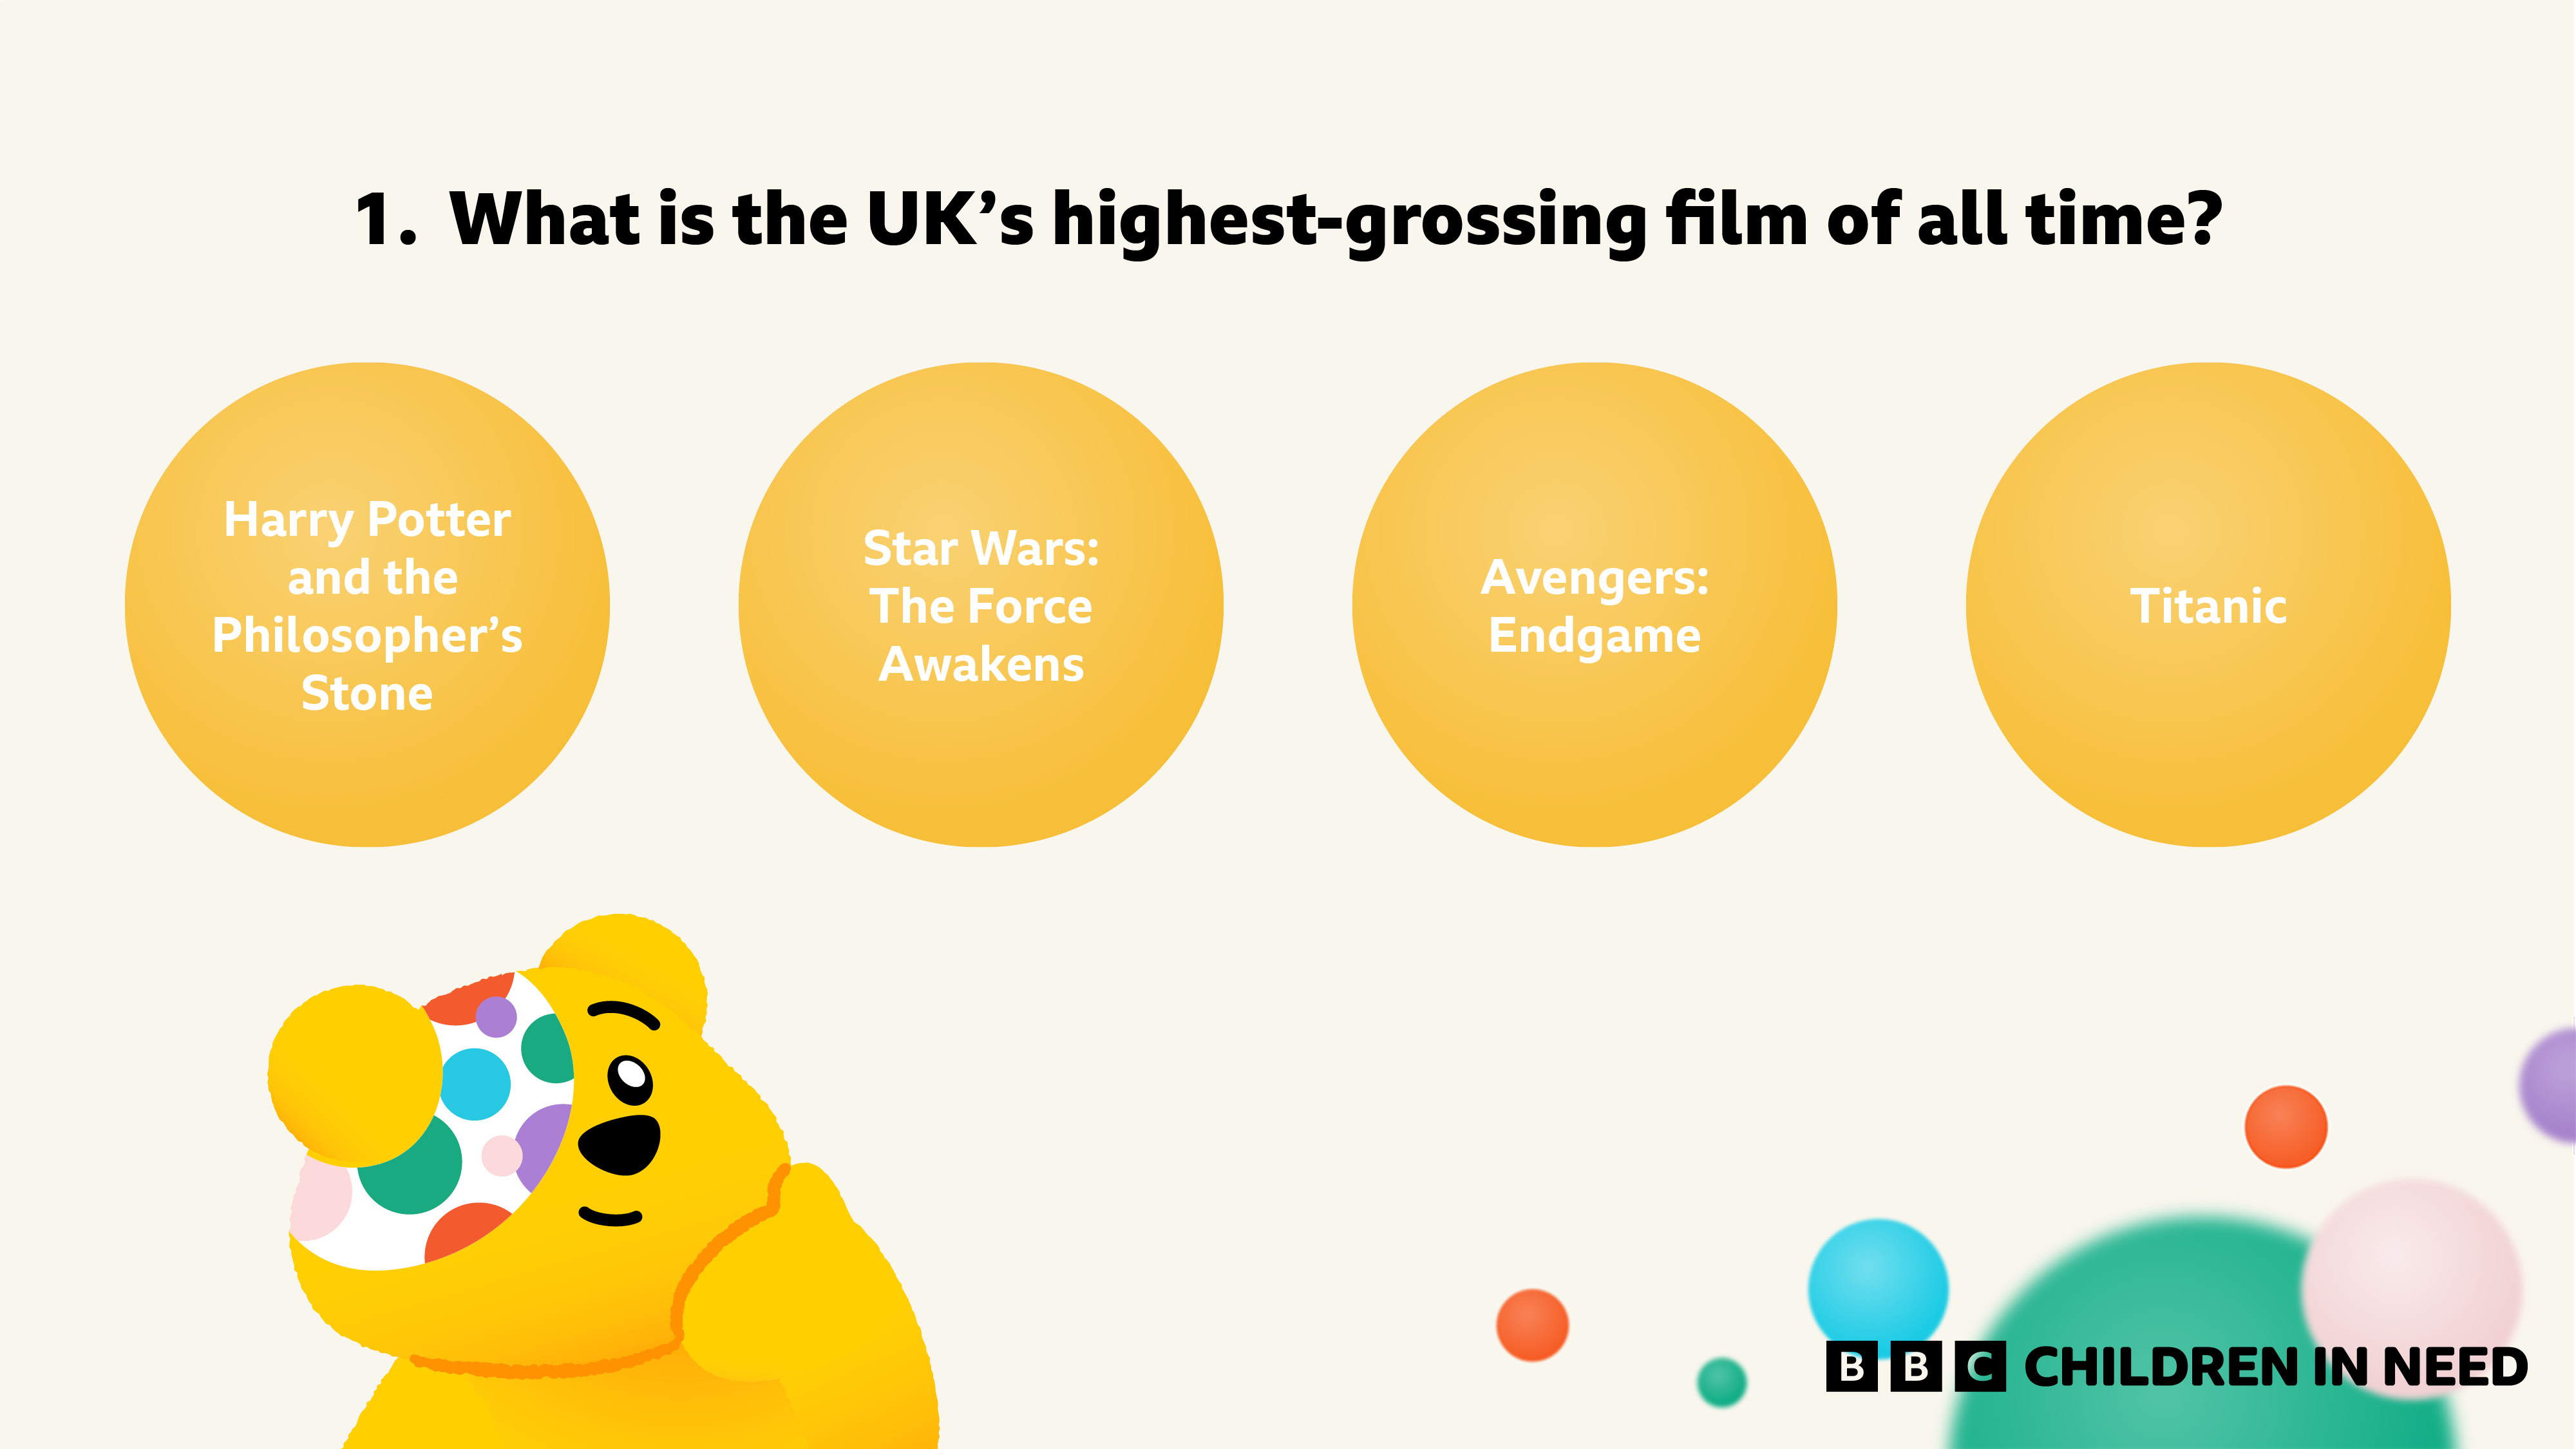 1. What is the UK’s highest-grossing film of all time?
Harry Potter
and the
Philosopher’s
Stone
Star Wars:
The Force
Awakens
Avengers:
Endgame
Titanic
BBC CHILDREN IN NEED